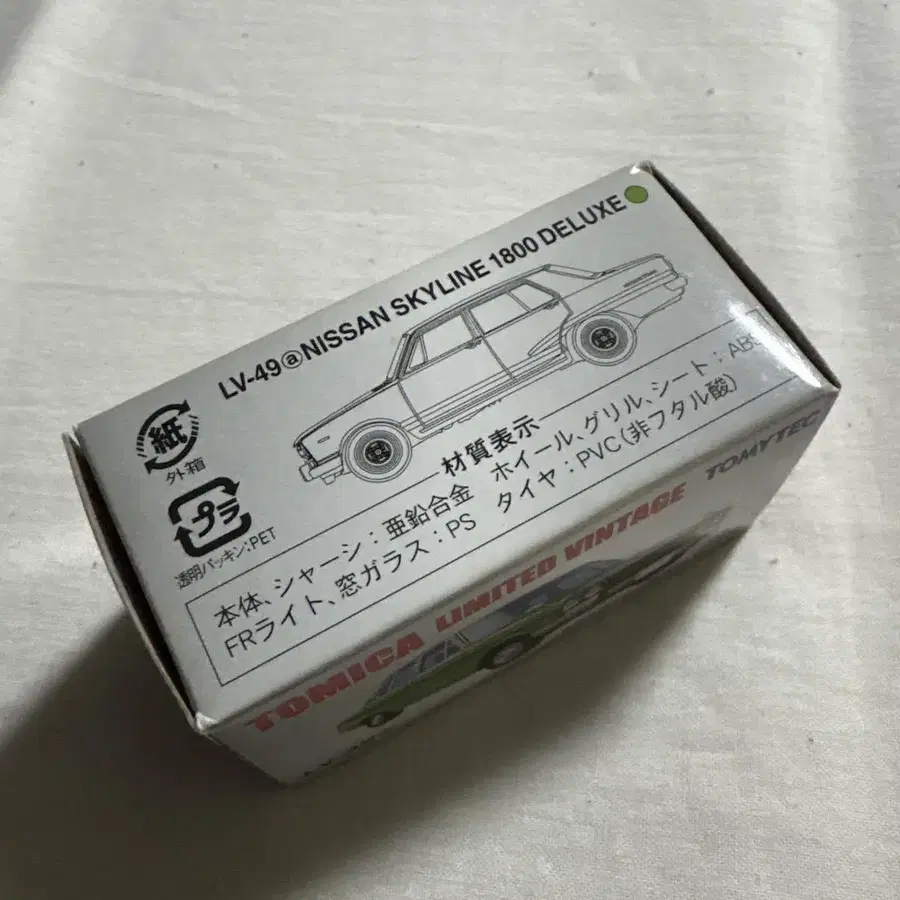 LV-49ⓐNISSAN SKYLINE 1800 DELUXE
紙
外箱
プラ
透明パッキン:PET
材質表示
本体、シャーシ:亜鉛合金 ホイール、グリル、シート:ABS
FRライト、窓ガラス:PS タイヤ:PVC(非フタル酸)
TOMICA LIMITED VINTAGE TOMYTEC